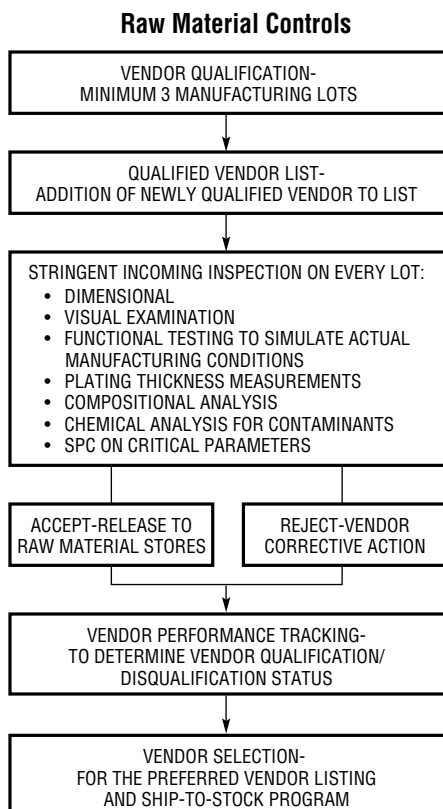 Raw Material Controls
VENDOR QUALIFICATION-
MINIMUM 3 MANUFACTURING LOTS
QUALIFIED VENDOR LIST-
ADDITION OF NEWLY QUALIFIED VENDOR TO LIST
STRINGENT INCOMING INSPECTION ON EVERY LOT:
• DIMENSIONAL
• VISUAL EXAMINATION
• FUNCTIONAL TESTING TO SIMULATE ACTUAL
MANUFACTURING CONDITIONS
• PLATING THICKNESS MEASUREMENTS
• COMPOSITIONAL ANALYSIS
• CHEMICAL ANALYSIS FOR CONTAMINANTS
• SPC ON CRITICAL PARAMETERS
ACCEPT-RELEASE TO
RAW MATERIAL STORES
REJECT-VENDOR
CORRECTIVE ACTION
VENDOR PERFORMANCE TRACKING-
TO DETERMINE VENDOR QUALIFICATION/
DISQUALIFICATION STATUS
VENDOR SELECTION-
FOR THE PREFERRED VENDOR LISTING
AND SHIP-TO-STOCK PROGRAM